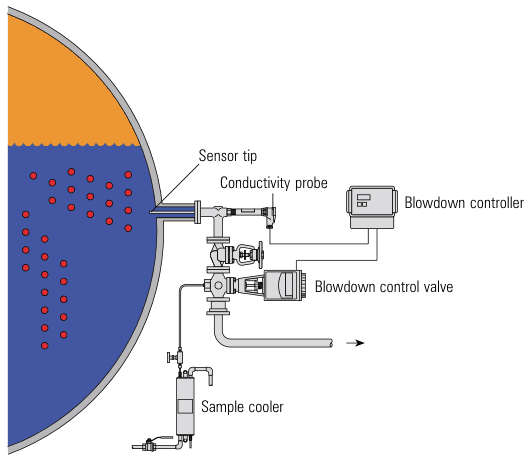 Sensor tip
Conductivity probe
Blowdown controller
Blowdown control valve
Sample cooler